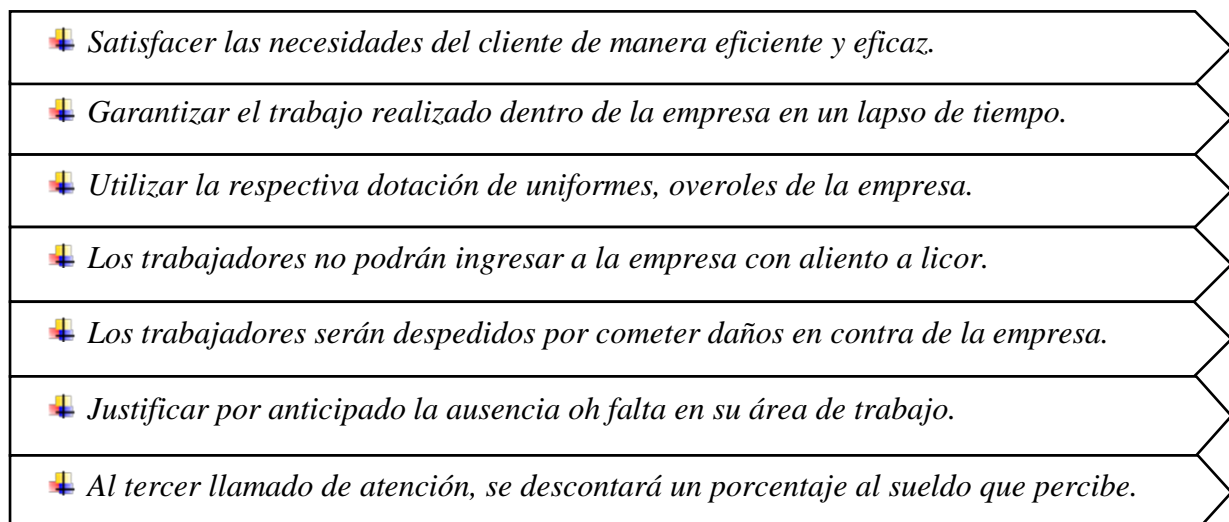 Satisfacer las necesidades del cliente de manera eficiente y eficaz.
Garantizar el trabajo realizado dentro de la empresa en un lapso de tiempo.
Utilizar la respectiva dotación de uniformes, overoles de la empresa.
Los trabajadores no podrán ingresar a la empresa con aliento a licor.
Los trabajadores serán despedidos por cometer daños en contra de la empresa.
Justificar por anticipado la ausencia oh falta en su área de trabajo.
Al tercer llamado de atención, se descontará un porcentaje al sueldo que percibe.